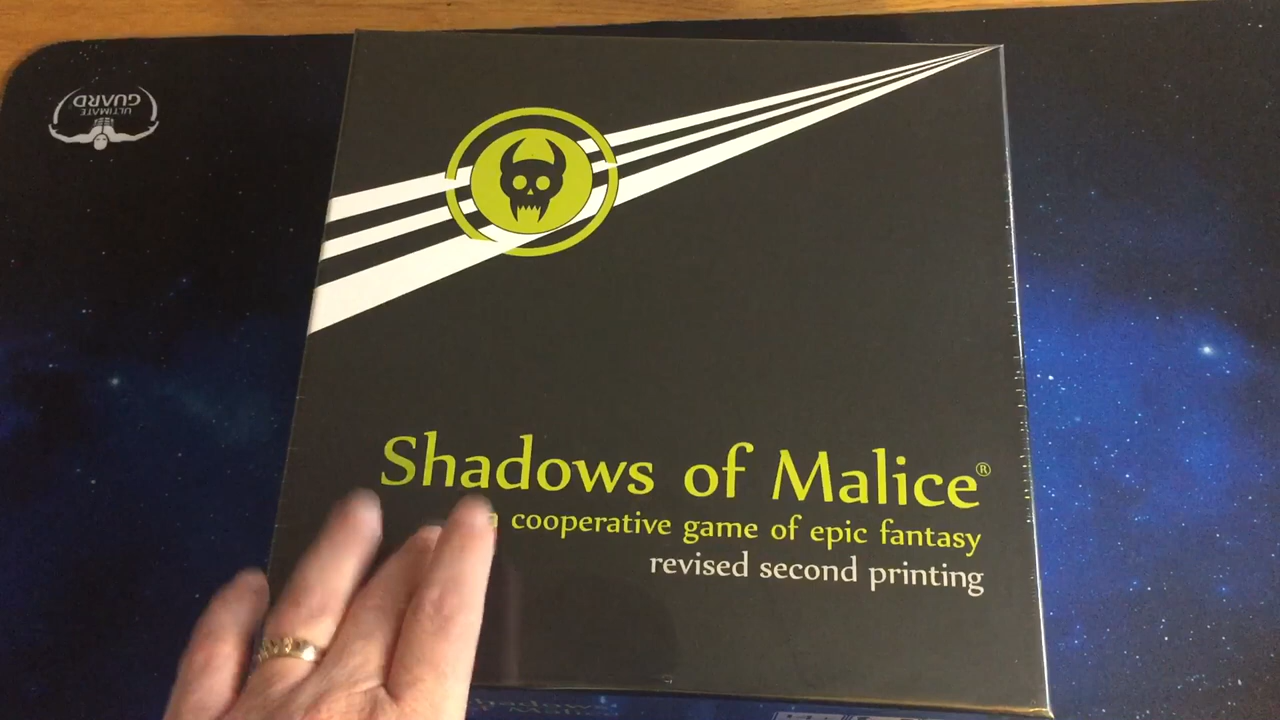 ULTIMATE
GUARD
Shadows of Malice®
a cooperative game of epic fantasy
revised second printing